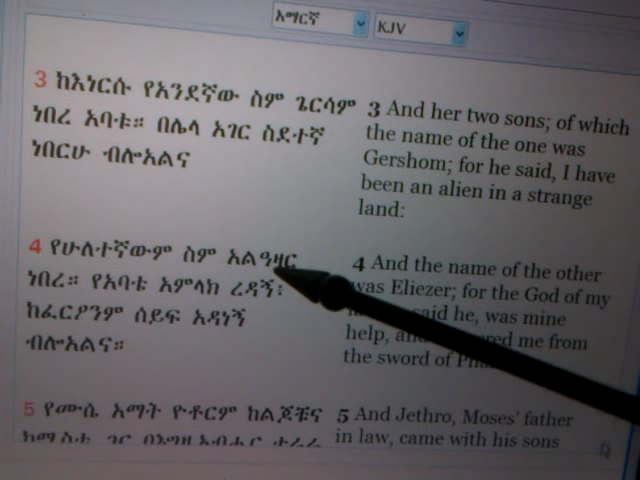 አማርኛ
KJV
3 ከእነርሱ የአንደኛው ስም ጌርሳም
ነበረ አባቱ። በሌላ አገር ስደተኛ
ነበርሁ ብሎአልና
4 የሁለተኛውም ስም አልዓዛር
ነበረ። የአባቴ አምላክ ረዳኝ፥
ከፈርዖንም ሰይፍ አዳነኝ
ብሎአልና።
5 የሙሴ አማት ዮቶርም ከልጆቹና
3 And her two sons; of which
the name of the one was
Gershom; for he said, I have
been an alien in a strange
land:
4 And the name of the other
was Eliezer; for the God of my
said he, was mine
help, me from
the sword of
5 And Jethro, Moses' father
in law, came with his sons